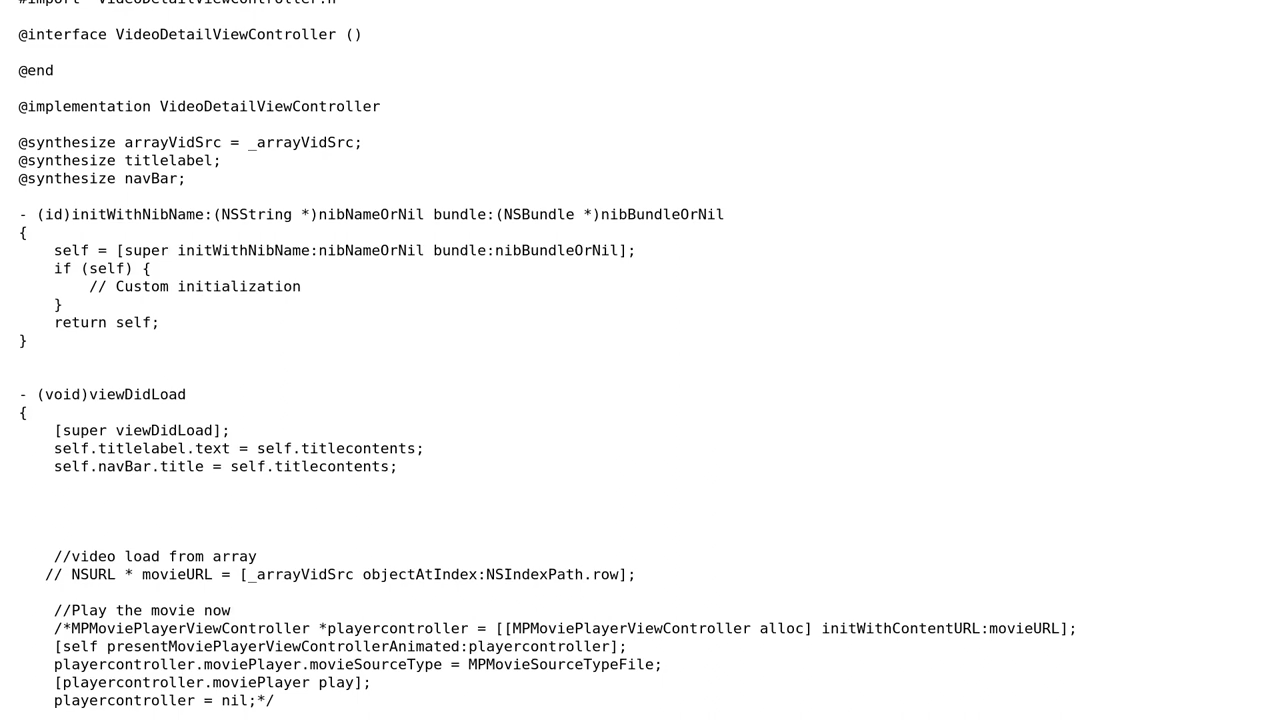 #import "VideoDetailViewController.h"
@interface VideoDetailViewController ()
@end
@implementation VideoDetailViewController
@synthesize arrayVidSrc = _arrayVidSrc;
@synthesize titlelabel;
@synthesize navBar;
- (id)initWithNibName:(NSString *)nibNameOrNil bundle:(NSBundle *)nibBundleOrNil
{
    self = [super initWithNibName:nibNameOrNil bundle:nibBundleOrNil];
    if (self) {
        // Custom initialization
    }
    return self;
}
- (void)viewDidLoad
{
    [super viewDidLoad];
    self.titlelabel.text = self.titlecontents;
    self.navBar.title = self.titlecontents;
    //video load from array
   // NSURL * movieURL = [_arrayVidSrc objectAtIndex:NSIndexPath.row];
    //Play the movie now
    /*MPMoviePlayerViewController *playercontroller = [[MPMoviePlayerViewController alloc] initWithContentURL:movieURL];
    [self presentMoviePlayerViewControllerAnimated:playercontroller];
    playercontroller.moviePlayer.movieSourceType = MPMovieSourceTypeFile;
    [playercontroller.moviePlayer play];
    playercontroller = nil;*/